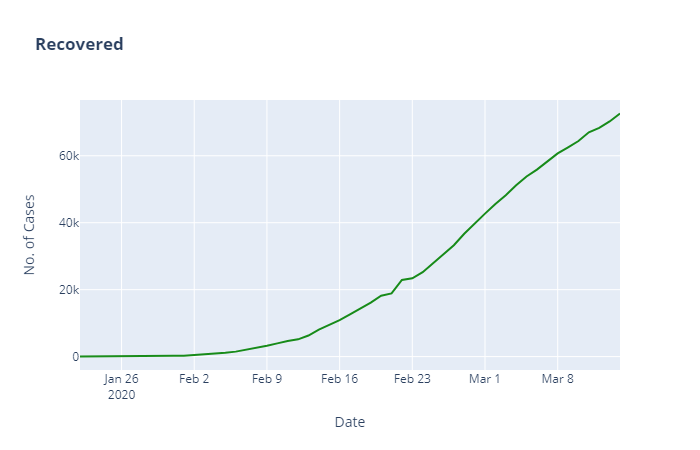 Recovered
No. of Cases
60k
40k
20k
0
Jan 26
2020
Feb 2
Feb 9
Feb 16
Feb 23
Mar 1
Mar 8
Date